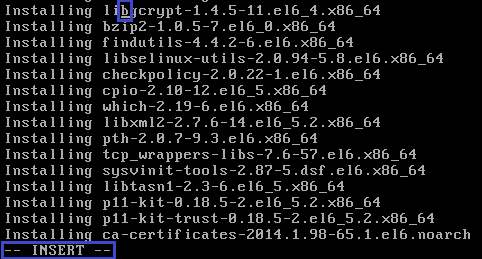 Installing libgcrypt-1.4.5-11.el6_4.x86_64
Installing bzip2-1.0.5-7.el6_0.x86_64
Installing findutils-4.4.2-6.el6.x86_64
Installing libselinux-utils-2.0.94-5.8.el6.x86_64
Installing checkpolicy-2.0.22-1.el6.x86_64
Installing cpio-2.10-12.el6_5.x86_64
Installing which-2.19-6.el6.x86_64
Installing libxml2-2.7.6-14.el6_5.2.x86_64
Installing pth-2.0.7-9.3.el6.x86_64
Installing tcp_wrappers-libs-7.6-57.el6.x86_64
Installing sysvinit-tools-2.87-5.dsf.el6.x86_64
Installing libtasn1-2.3-6.el6_5.x86_64
Installing p11-kit-0.18.5-2.el6_5.2.x86_64
Installing p11-kit-trust-0.18.5-2.el6_5.2.x86_64
Installing ca-certificates-2014.1.98-65.1.el6.noarch
-- INSERT --